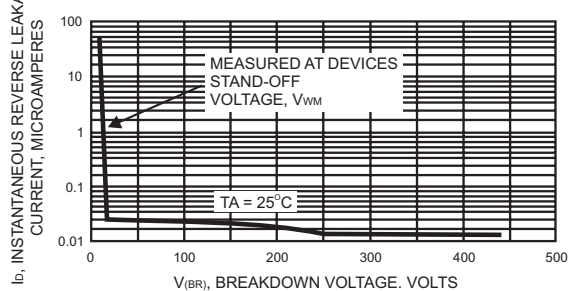 ID, INSTANTANEOUS REVERSE
CURRENT, MICROAMPERES
100
10
1
0.1
0.01
MEASURED AT DEVICES
STAND-OFF
VOLTAGE, VWM
TA = 25°C
0
100
200
300
400
500
V(BR), BREAKDOWN VOLTAGE. VOLTS